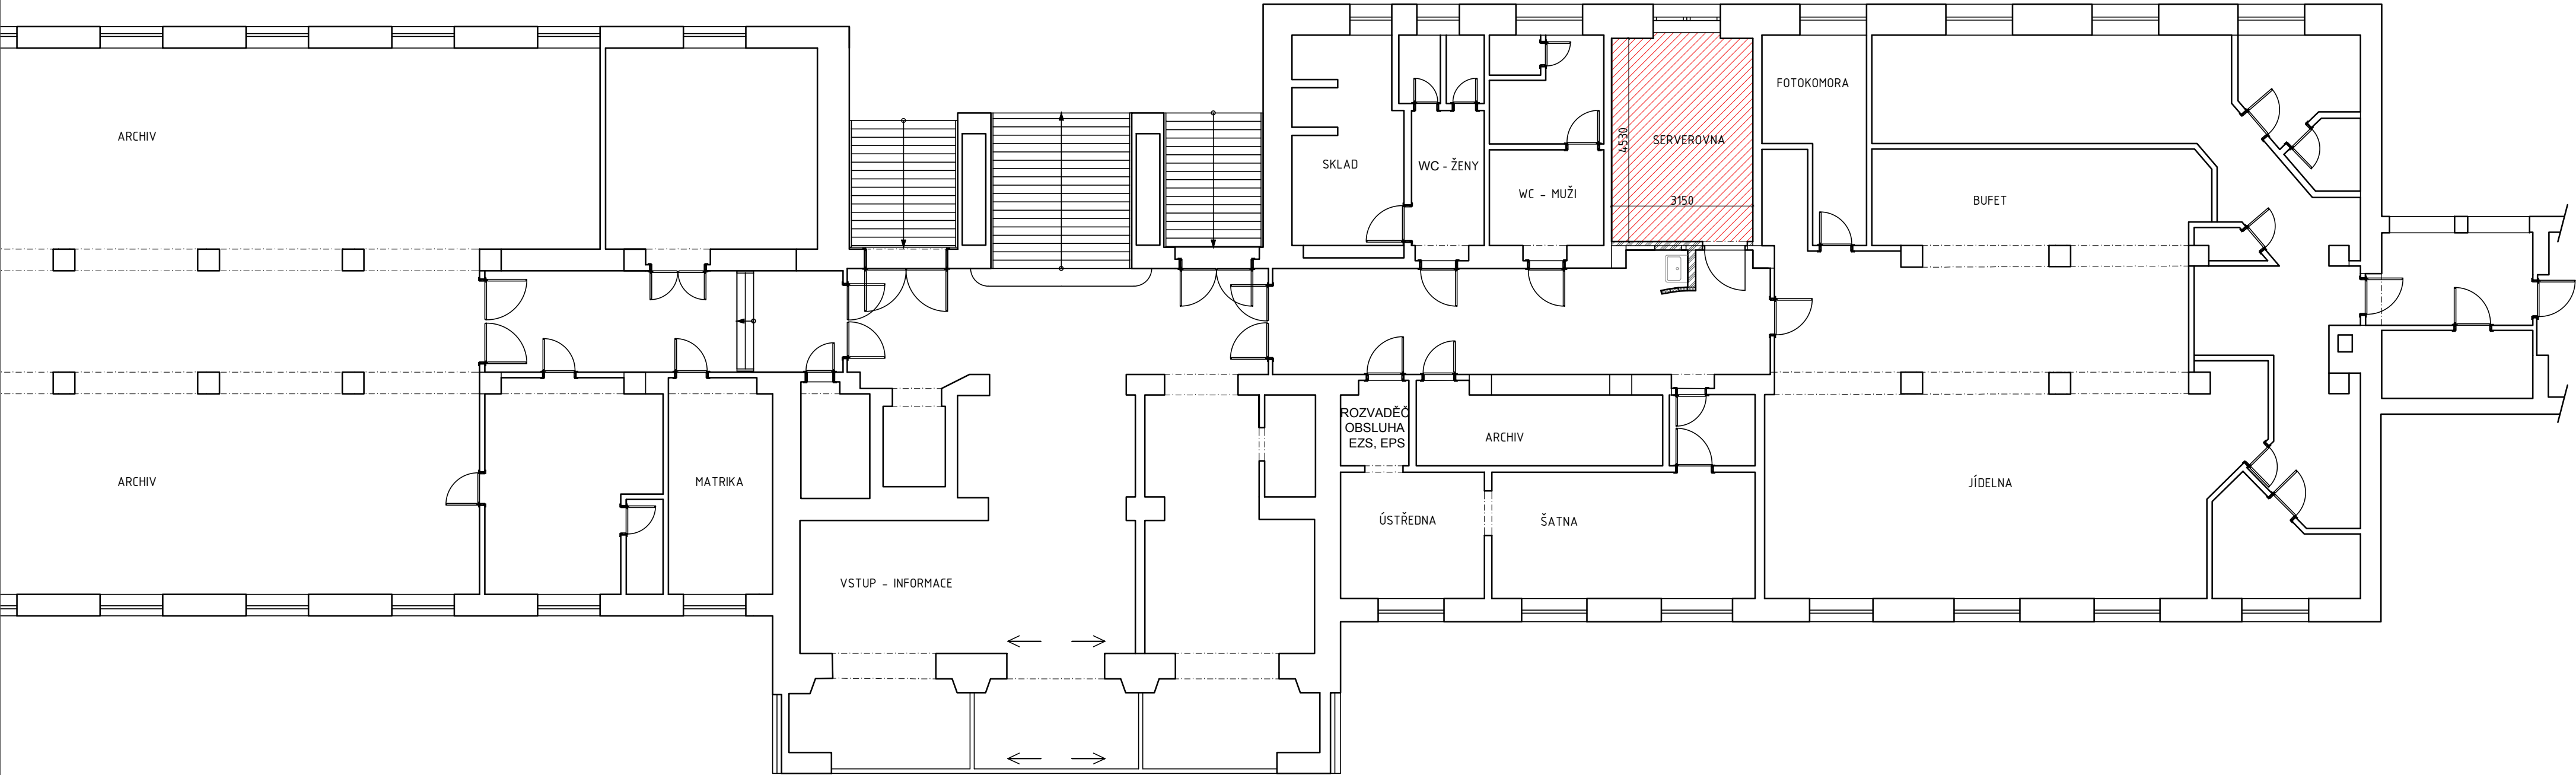 ARCHIV
SKLAD
WC - ŽENY
WC - MUŽI
4530
SERVEROVNA
3150
FOTOKOMORA
BUFET
ARCHIV
MATRIKA
VSTUP - INFORMACE
ROZVADĚČ
OBSLUHA
EZS, EPS
ARCHIV
ÚSTŘEDNA
ŠATNA
JÍDELNA